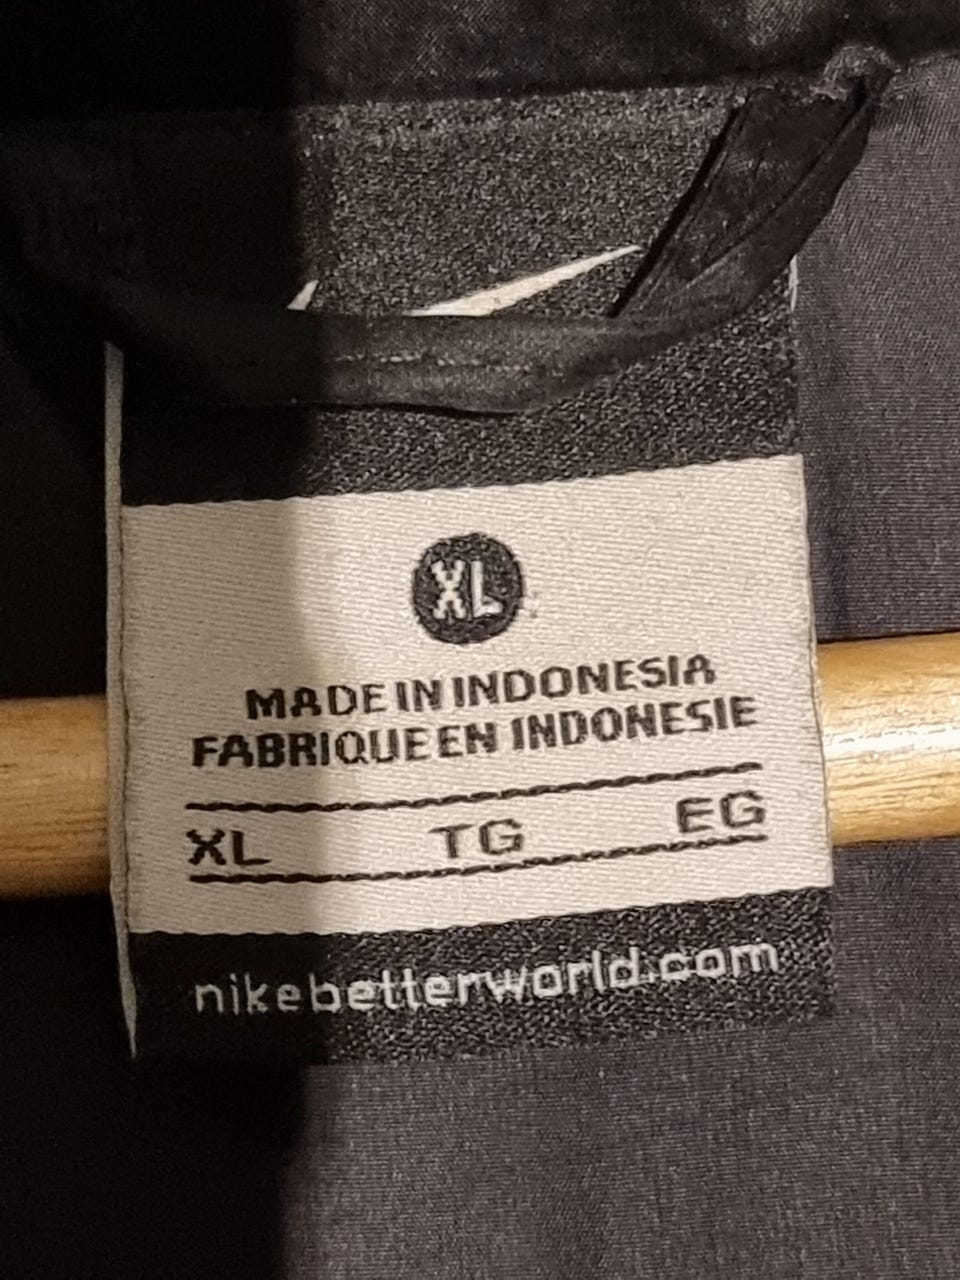 XL
MADE IN INDONESIA
FABRIQUE EN INDONESIE
XL TG EG
nikebetterworld.com